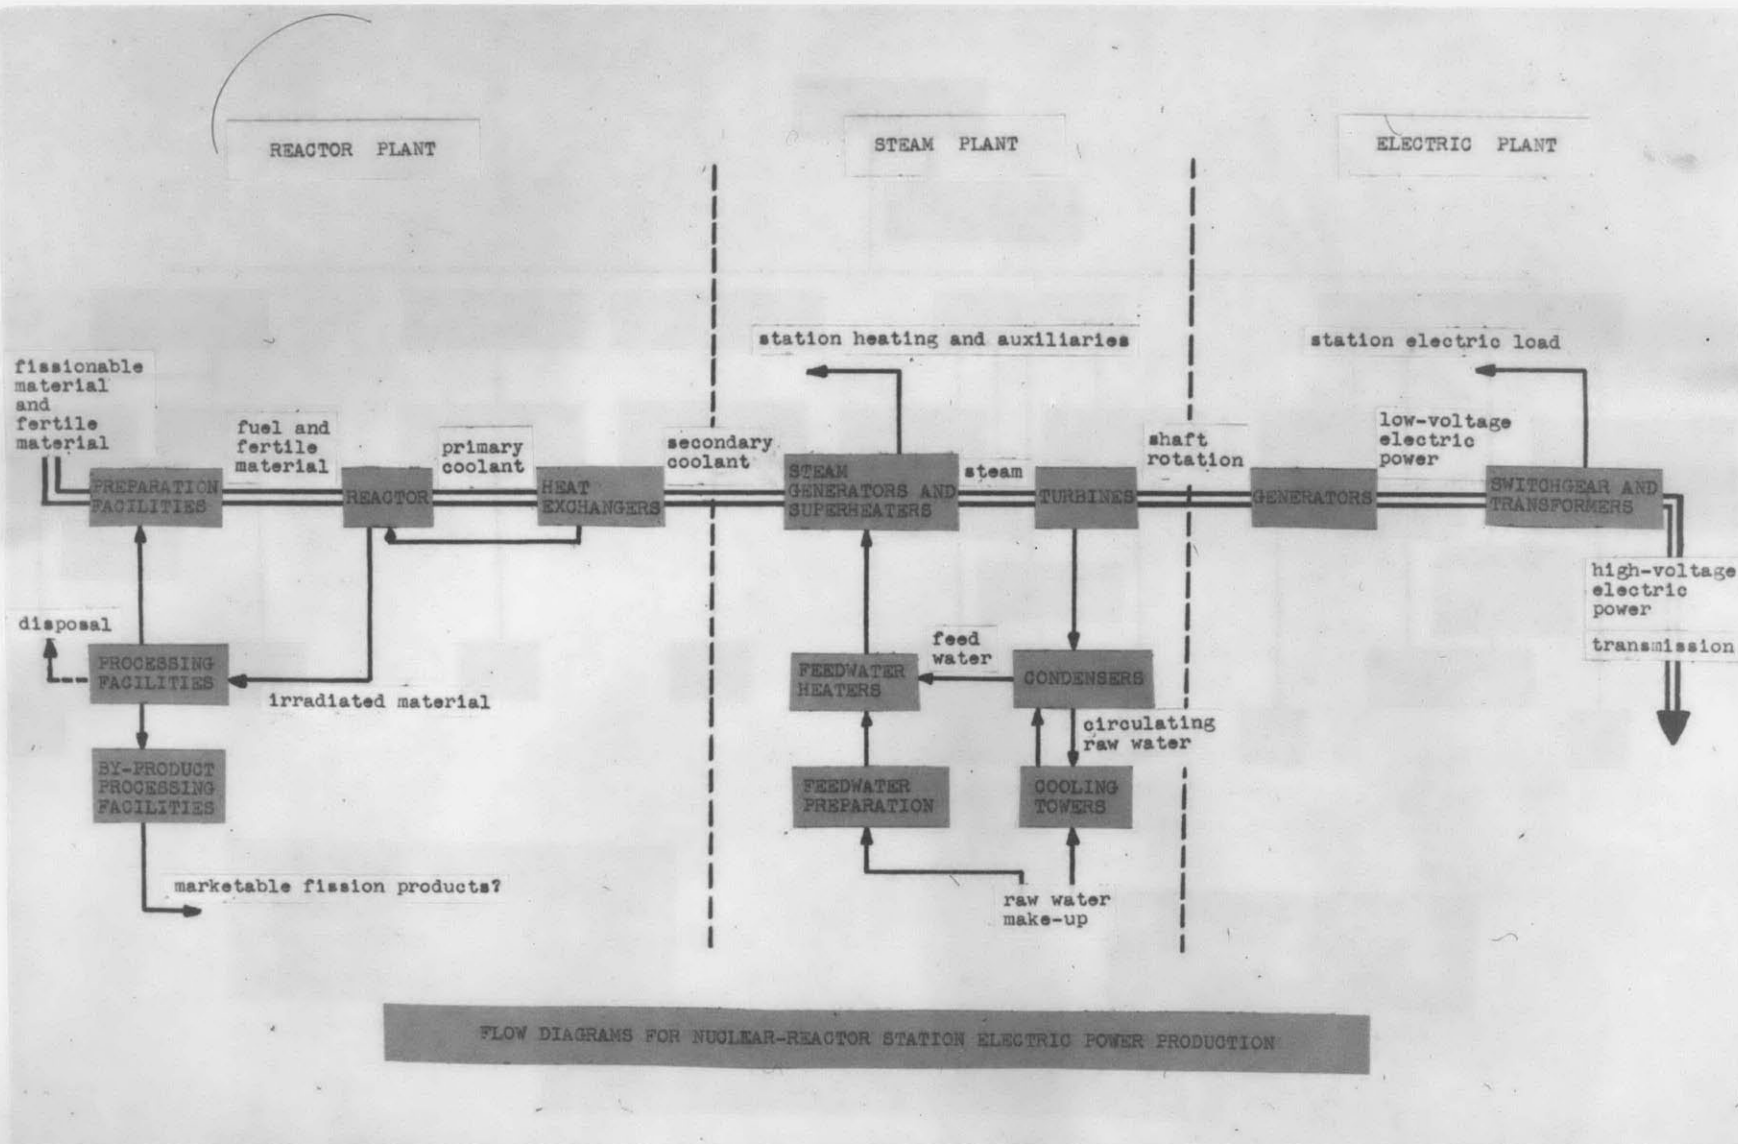 REACTOR PLANT
STEAM PLANT
ELECTRIC PLANT
station heating and auxiliaries
station electric load
fissionable
material
and
fertile
material
fuel and
fertile
material
primary
coolant
secondary
coolant
steam
shaft
rotation
low-voltage
electric
power
PREPARATION
FACILITIES
REACTOR
HEAT
EXCHANGERS
STEAM
GENERATORS AND
SUPERHEATERS
TURBINES
GENERATORS
SWITCHGEAR AND
TRANSFORMERS
high-voltage
electric
power
transmission
disposal
PROCESSING
FACILITIES
irradiated material
feed
water
FEEDWATER
HEATERS
CONDENSERS
circulating
raw water
BY-PRODUCT
PROCESSING
FACILITIES
FEEDWATER
PREPARATION
COOLING
TOWERS
marketable fission products?
raw water
make-up
FLOW DIAGRAMS FOR NUCLEAR-REACTOR STATION ELECTRIC POWER PRODUCTION